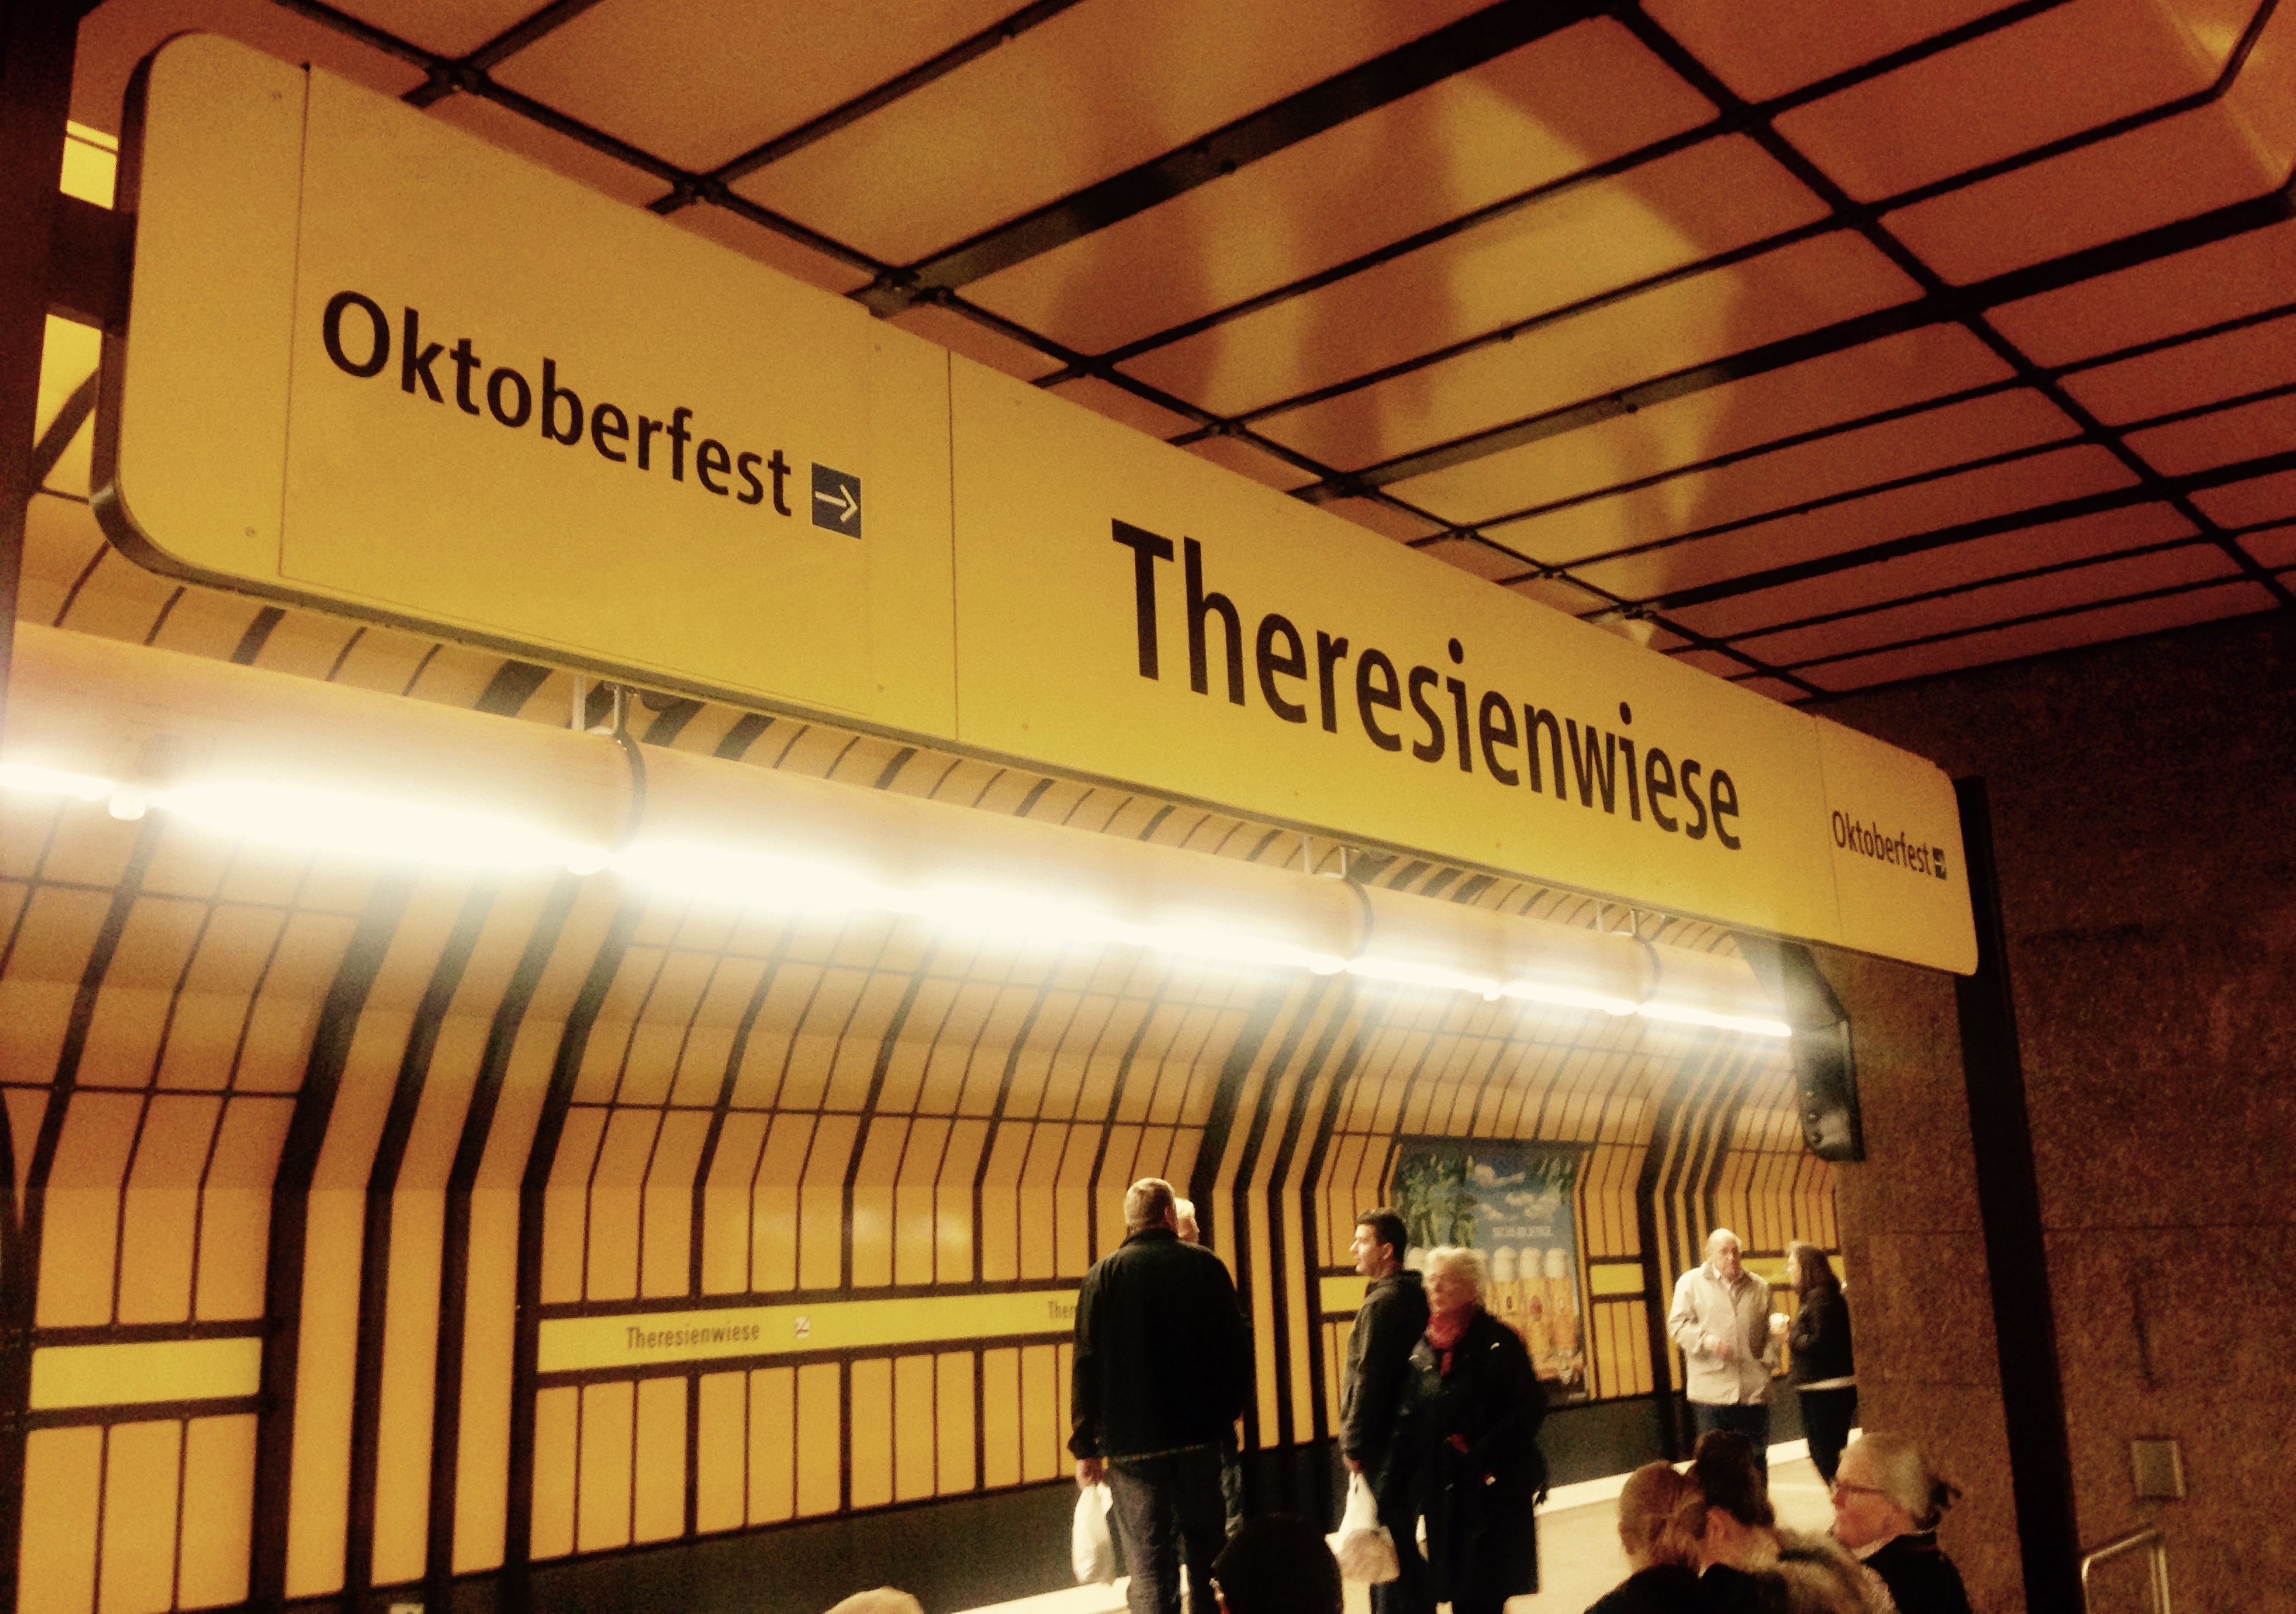 Oktoberfest →
Theresienwiese
Oktoberfest →
Theresienwiese